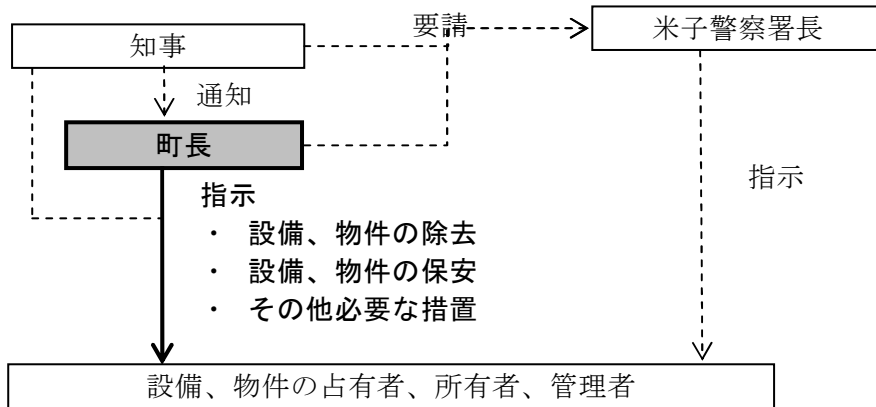 要請
米子警察署長
知事
通知
町長
指示
指示
・ 設備、物件の除去
・ 設備、物件の保安
・ その他必要な措置
設備、物件の占有者、所有者、管理者